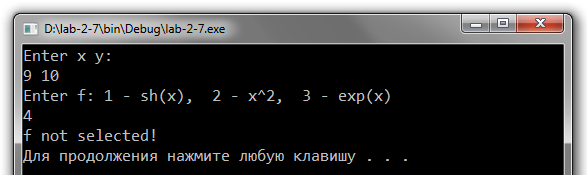 D:\lab-2-7\bin\Debug\lab-2-7.exe
Enter x y:
9 10
Enter f: 1 - sh(x),  2 - x^2,  3 - exp(x)
4
f not selected!
Для продолжения нажмите любую клавишу . . .